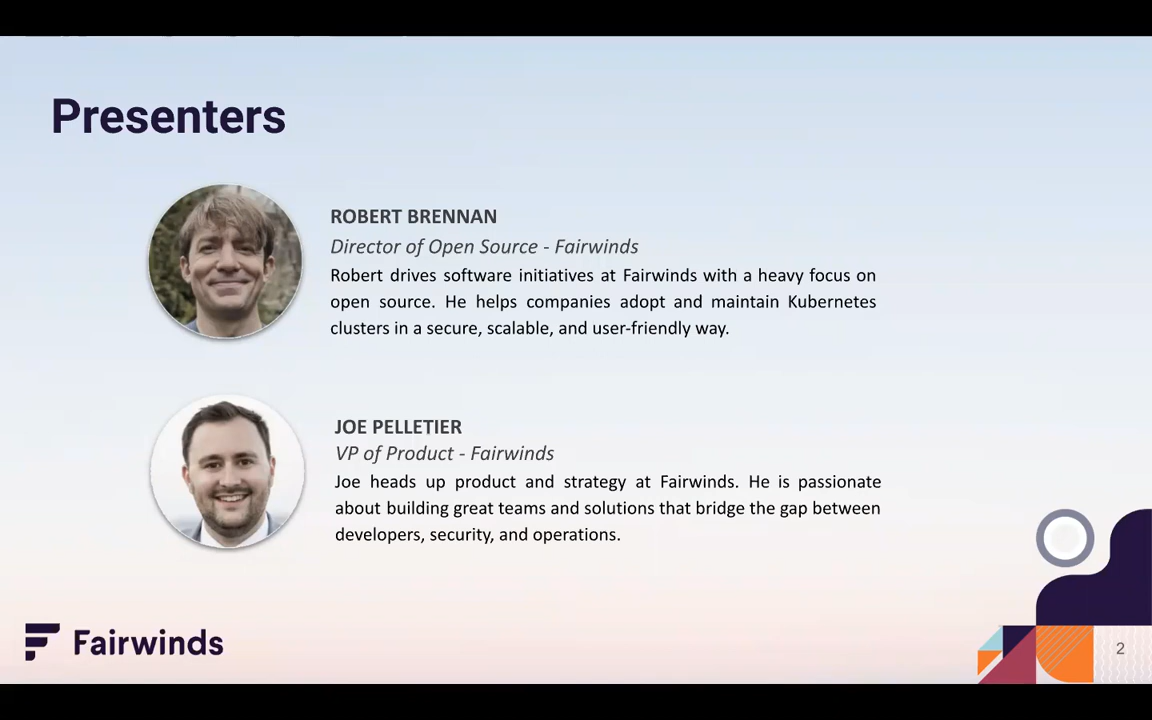 Presenters
ROBERT BRENNAN
Director of Open Source - Fairwinds
Robert drives software initiatives at Fairwinds with a heavy focus on
open source. He helps companies adopt and maintain Kubernetes
clusters in a secure, scalable, and user-friendly way.
JOE PELLETIER
VP of Product - Fairwinds
Joe heads up product and strategy at Fairwinds. He is passionate
about building great teams and solutions that bridge the gap between
developers, security, and operations.
Fairwinds
2